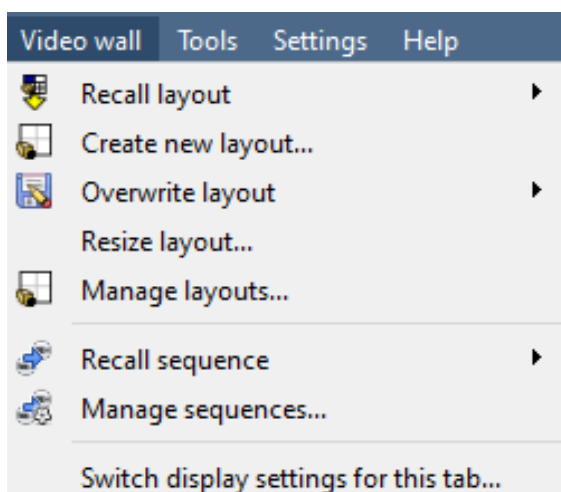 Video wall Tools Settings Help
Recall layout
Create new layout...
Overwrite layout
Resize layout...
Manage layouts...
Recall sequence
Manage sequences...
Switch display settings for this tab...